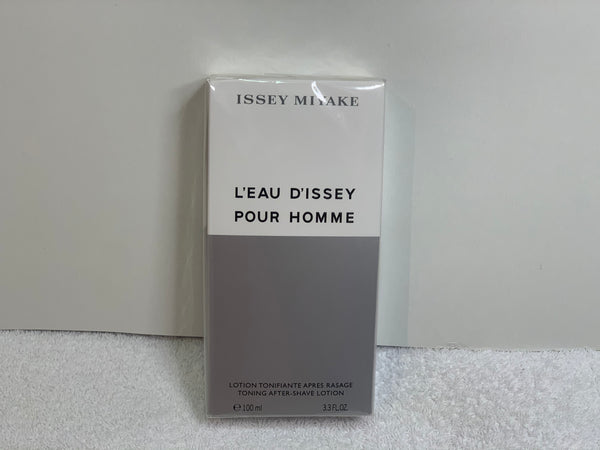 ISSEY MIYAKE
L'EAU D'ISSEY
POUR HOMME
LOTION TONIFIANTE APRES RASAGE
TONING AFTER-SHAVE LOTION
℮ 100 ml 3.3 FL.OZ.